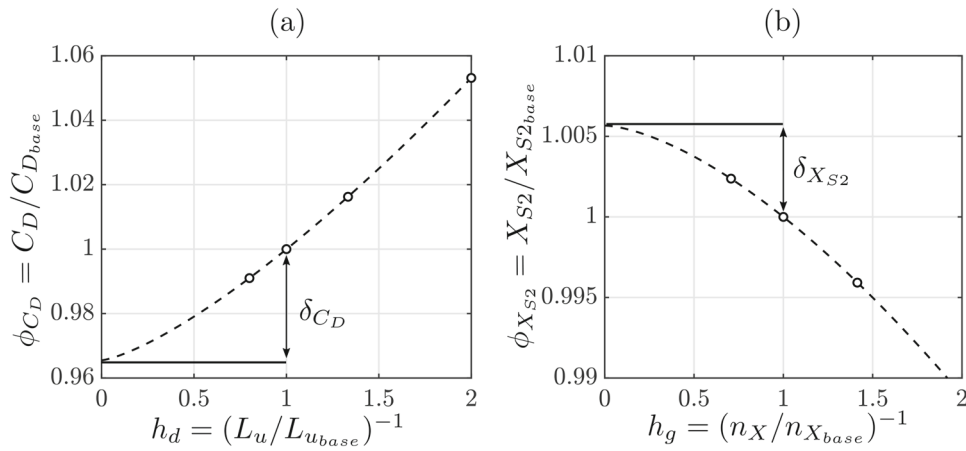 (a)
1.06
1.04
1.02
1
0.98
0.96
ϕ_{C_D} = C_D/C_{D_{base}}
δ_{C_D}
0 0.5 1 1.5 2
h_d = (L_u/L_{u_{base}})^{-1}
(b)
1.01
1.005
1
0.995
0.99
ϕ_{X_{S2}} = X_{S2}/X_{S2_{base}}
δ_{X_{S2}}
0 0.5 1 1.5 2
h_g = (n_X/n_{X_{base}})^{-1}